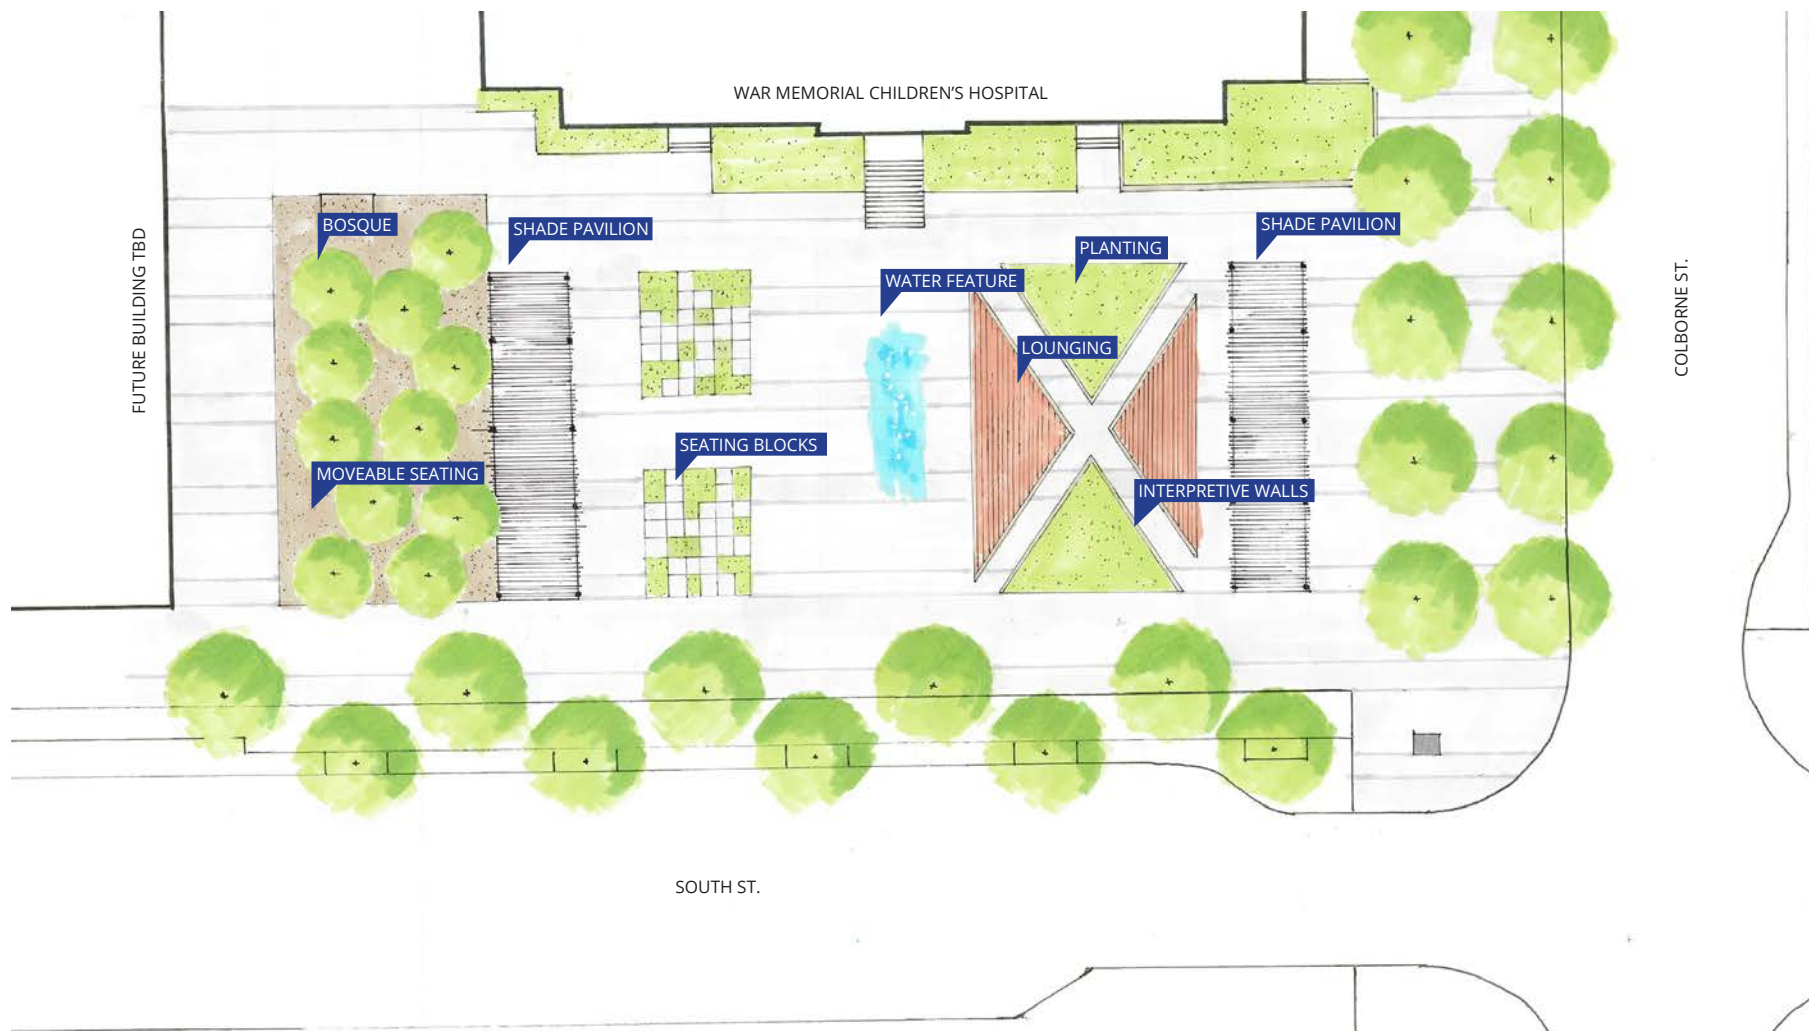 WAR MEMORIAL CHILDREN'S HOSPITAL
FUTURE BUILDING TBD
BOSQUE
SHADE PAVILION
SHADE PAVILION
PLANTING
WATER FEATURE
COLBORNE ST.
LOUNGING
SEATING BLOCKS
MOVEABLE SEATING
INTERPRETIVE WALLS
SOUTH ST.